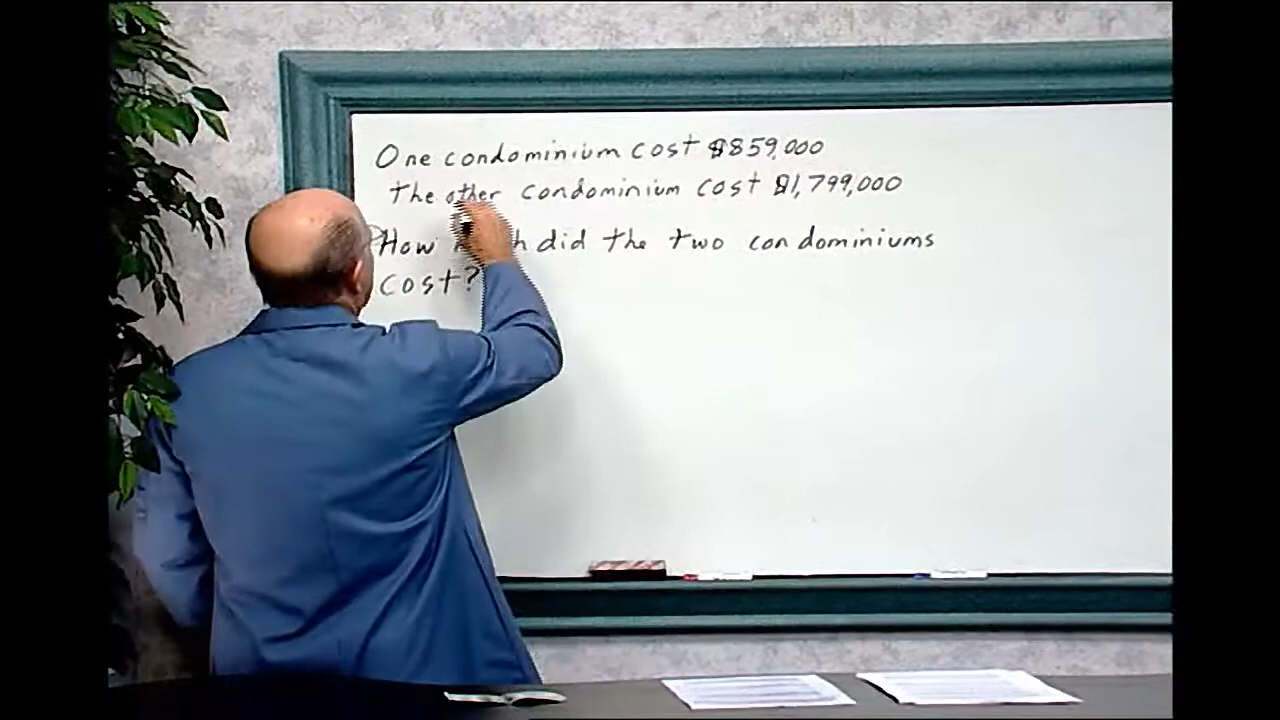 One condominium cost $859,000
the other condominium cost $1,799,000
How did the two condominiums
cost?